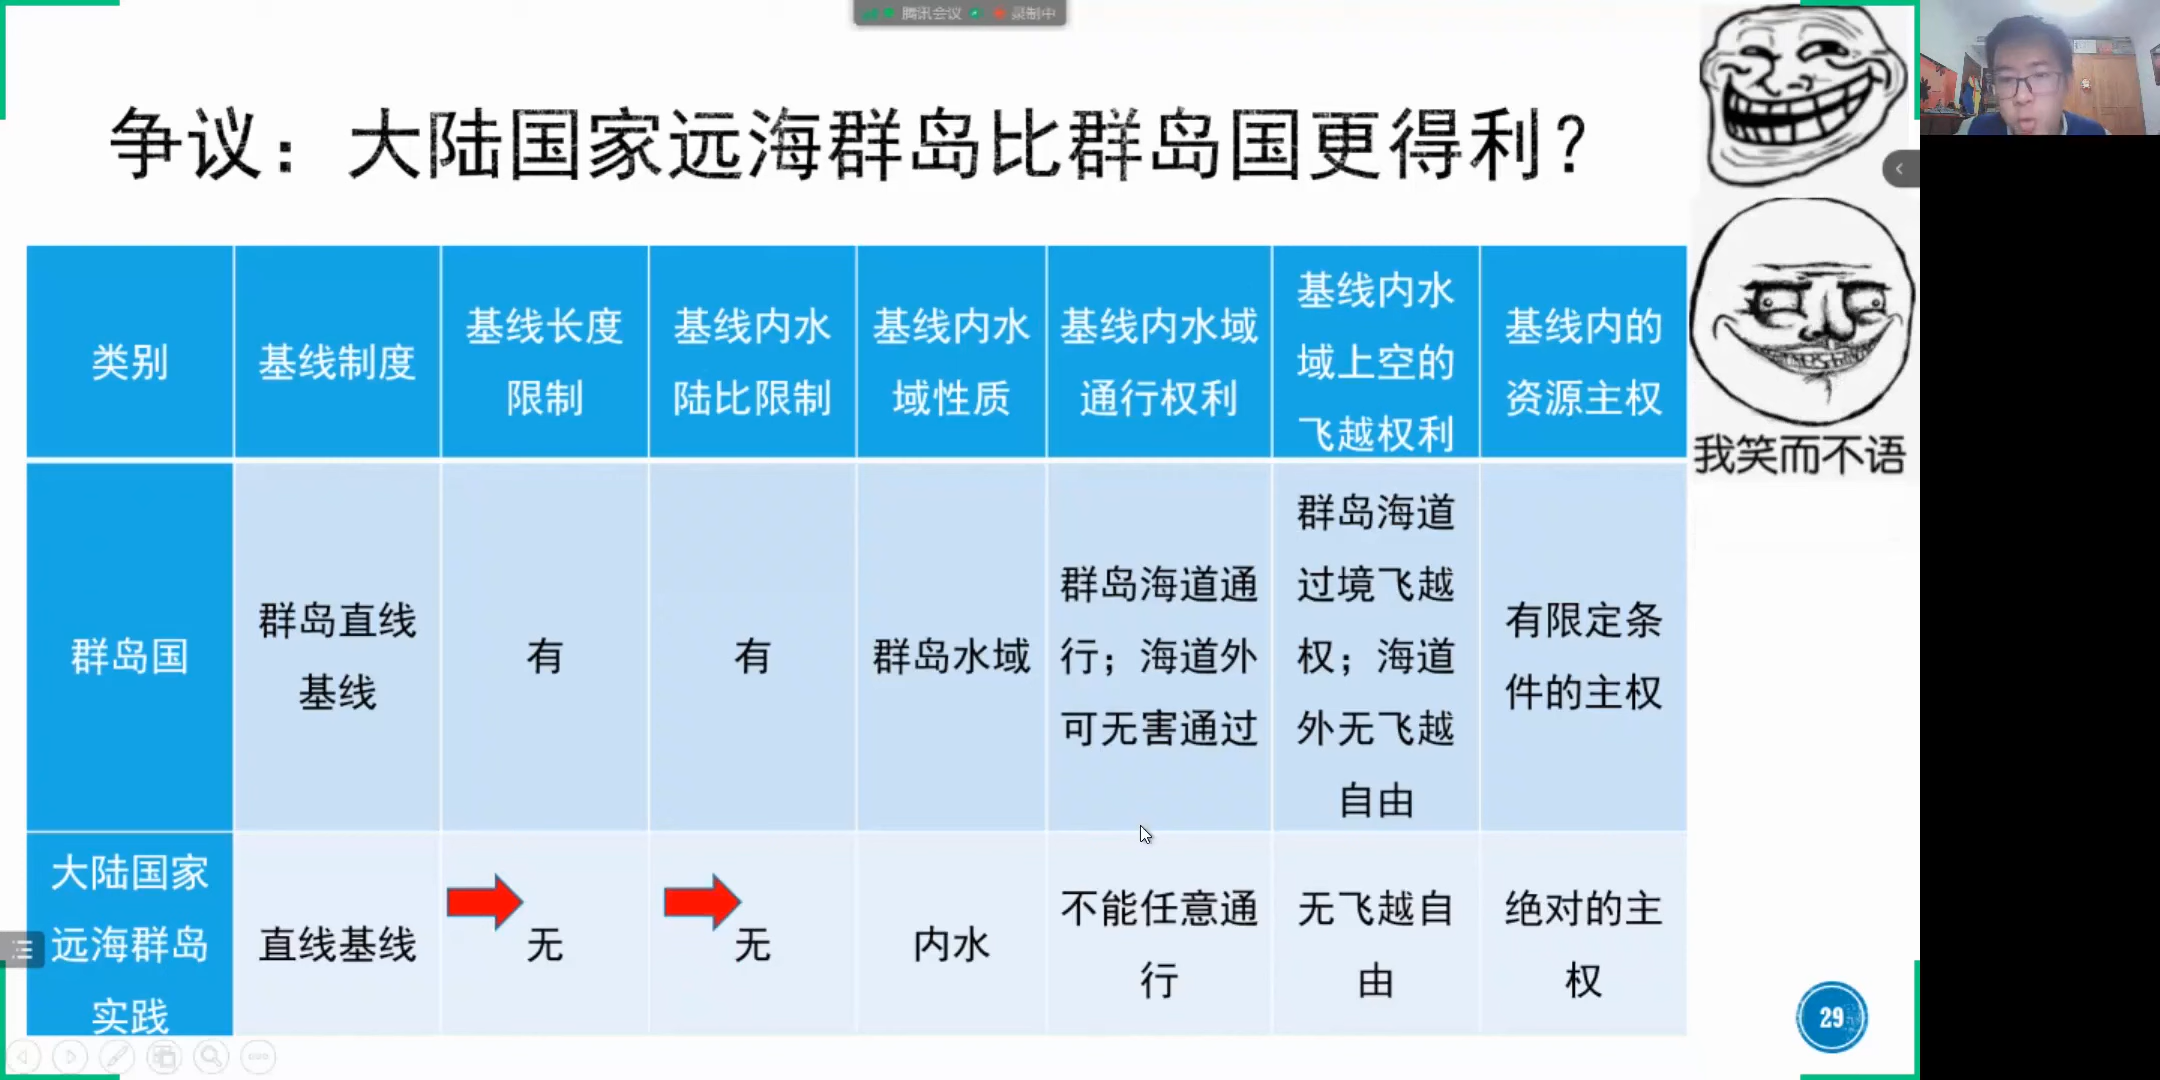 腾讯会议 录制中
争议：大陆国家远海群岛比群岛国更得利？
类别
基线制度
基线长度
限制
基线内水
陆比限制
基线内水
域性质
基线内水域
通行权利
基线内水
域上空的
飞越权利
基线内的
资源主权
我笑而不语
群岛国
群岛直线
基线
有
有
群岛水域
群岛海道通
行；海道外
可无害通过
群岛海道
过境飞越
权；海道
外无飞越
自由
有限定条
件的主权
大陆国家
远海群岛
实践
直线基线
无
无
内水
不能任意通
行
无飞越自
由
绝对的主
权
29